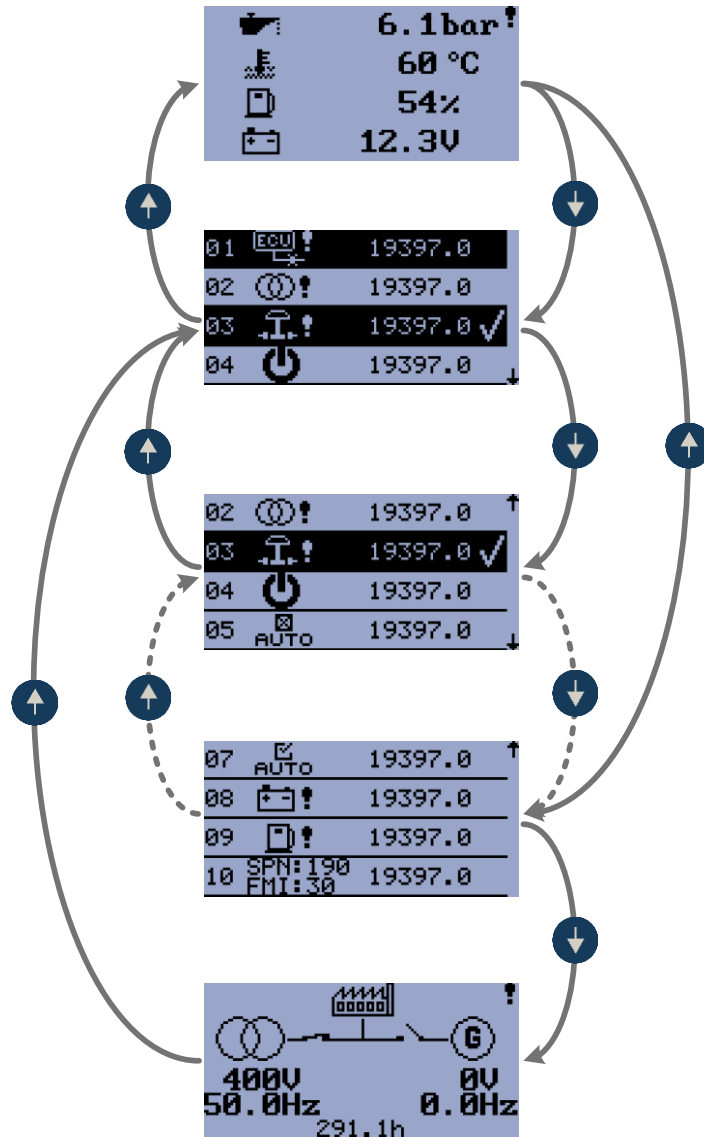 6.1bar!
60 °C
54%
12.3V
01 ECU ! 19397.0
02 ! 19397.0
03 ! 19397.0
04 19397.0
02 ! 19397.0
03 ! 19397.0
04 19397.0
05 AUTO 19397.0
07 AUTO 19397.0
08 ! 19397.0
09 ! 19397.0
10 SPN:190 19397.0
FMI:30
!
G
400V 0V
50.0Hz 0.0Hz
291.1h